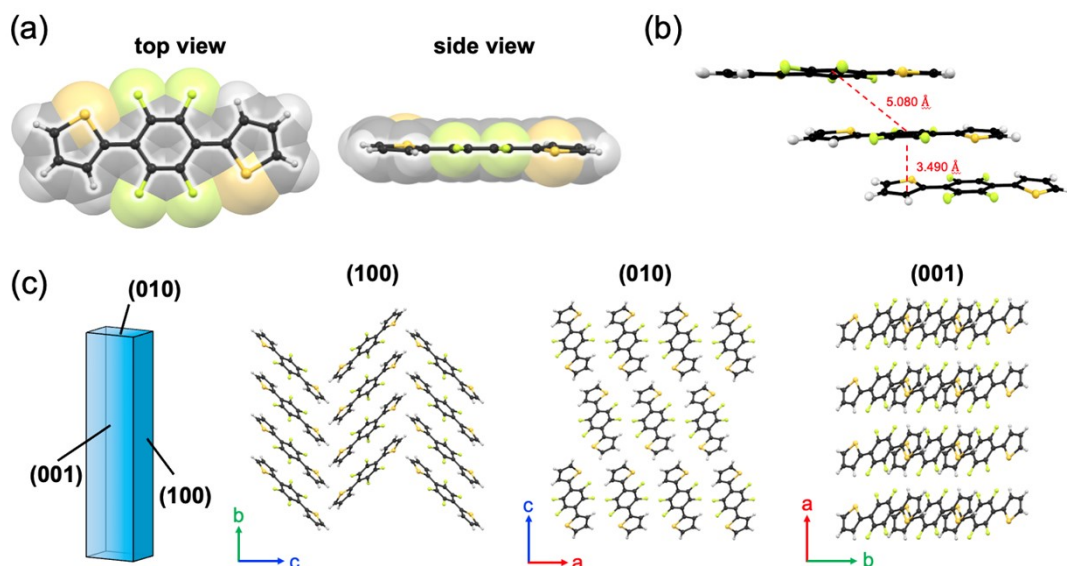 (a)
top view
side view
(b)
5.080 Å
3.490 Å
(c)
(010)
(001)
(100)
(100)
b
c
(010)
c
a
(001)
a
b